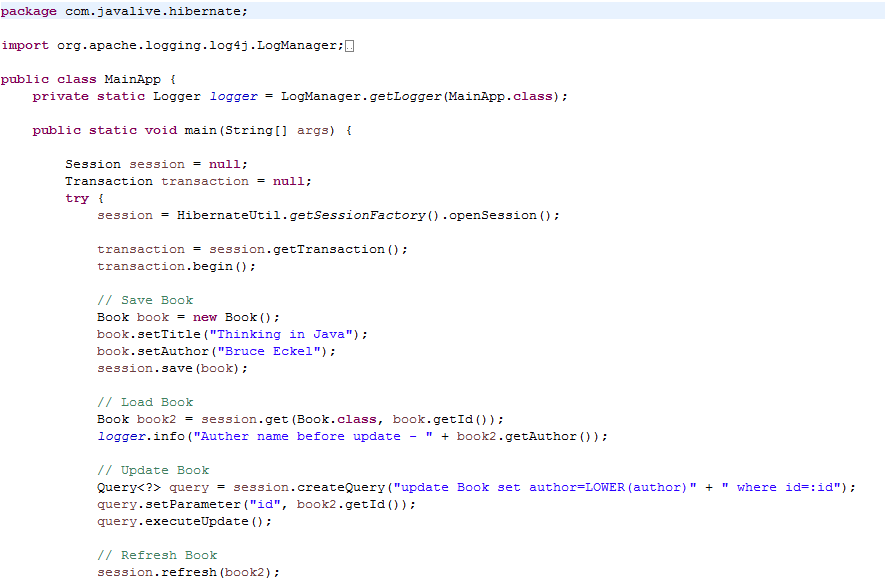 package com.javalive.hibernate;
import org.apache.logging.log4j.LogManager;
public class MainApp {
private static Logger logger = LogManager.getLogger(MainApp.class);
public static void main(String[] args) {
Session session = null;
Transaction transaction = null;
try {
session = HibernateUtil.getSessionFactory().openSession();
transaction = session.getTransaction();
transaction.begin();
// Save Book
Book book = new Book();
book.setTitle("Thinking in Java");
book.setAuthor("Bruce Eckel");
session.save(book);
// Load Book
Book book2 = session.get(Book.class, book.getId());
logger.info("Auther name before update - " + book2.getAuthor());
// Update Book
Query<?> query = session.createQuery("update Book set author=LOWER(author)" + " where id=:id");
query.setParameter("id", book2.getId());
query.executeUpdate();
// Refresh Book
session.refresh(book2);